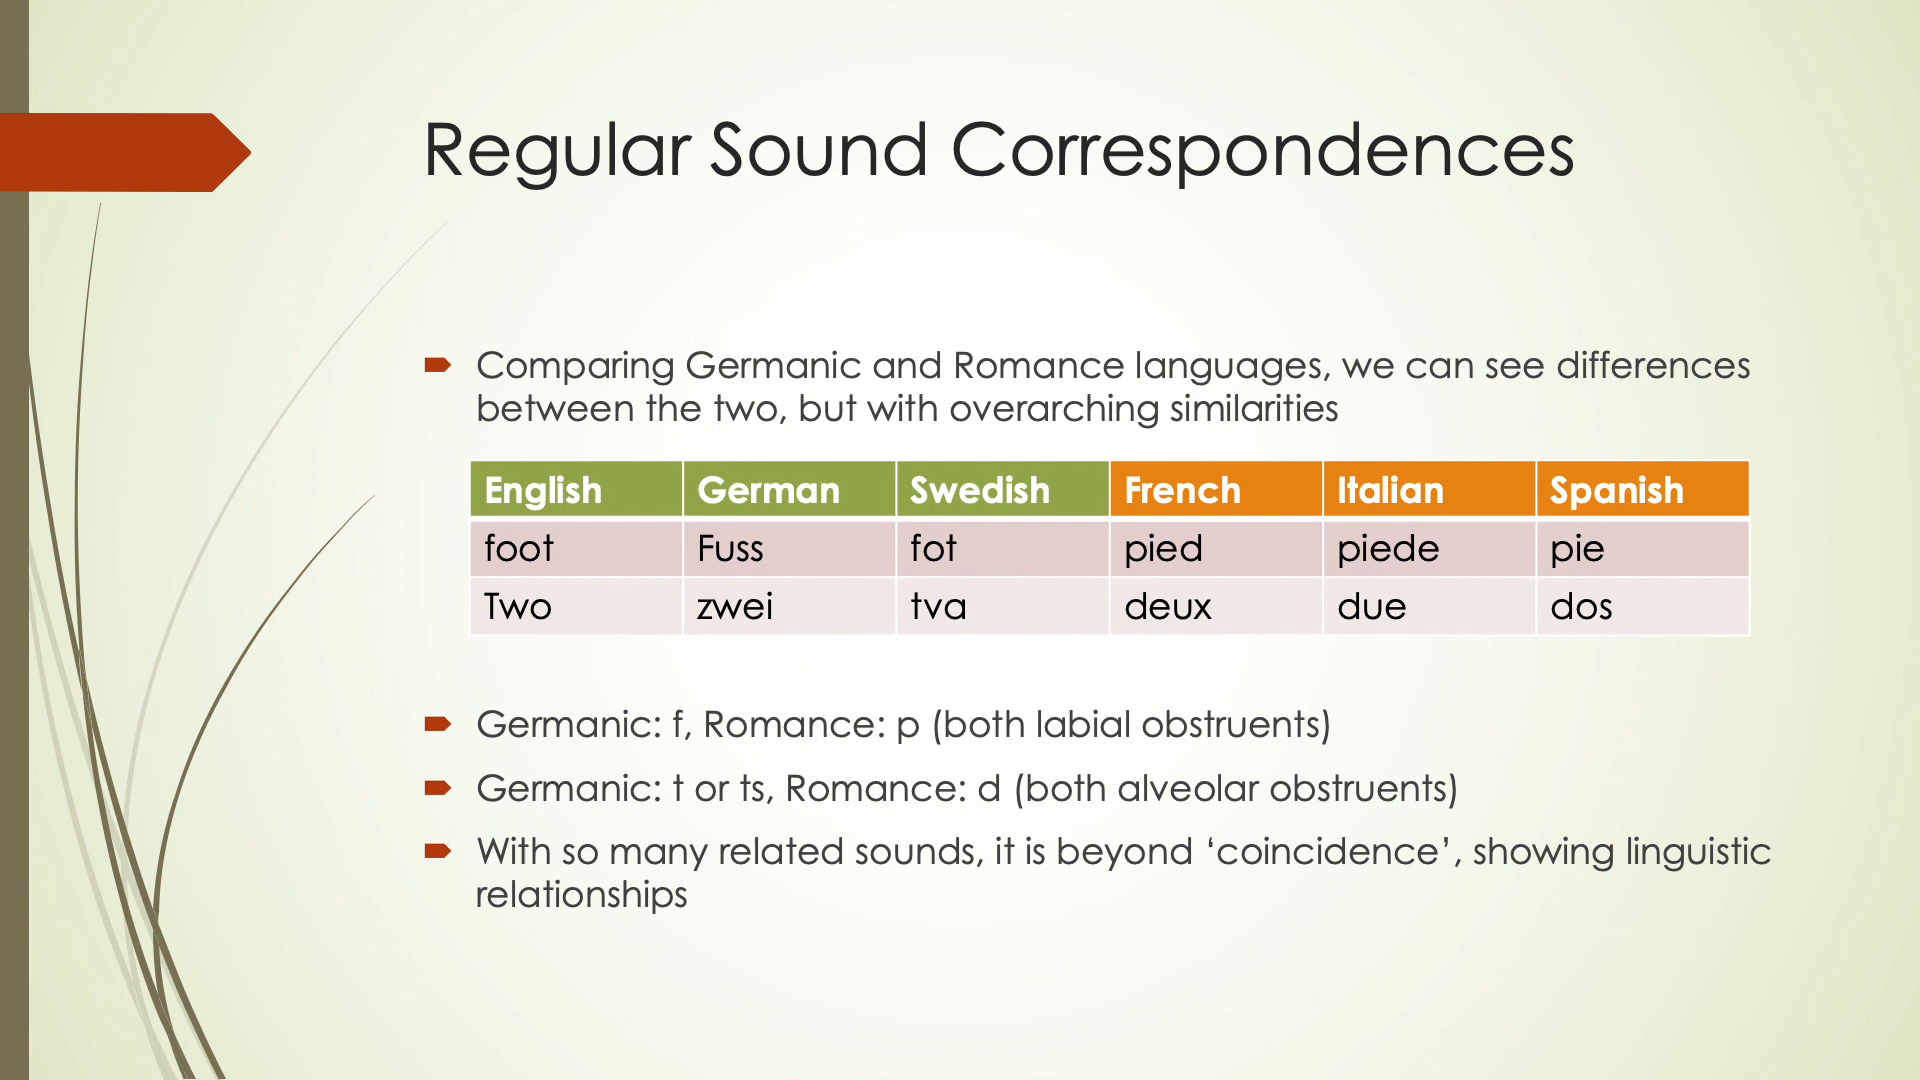 Regular Sound Correspondences
Comparing Germanic and Romance languages, we can see differences
between the two, but with overarching similarities
English German Swedish French Italian Spanish
foot Fuss fot pied piede pie
Two zwei tva deux due dos
Germanic: f, Romance: p (both labial obstruents)
Germanic: t or ts, Romance: d (both alveolar obstruents)
With so many related sounds, it is beyond ‘coincidence’, showing linguistic
relationships